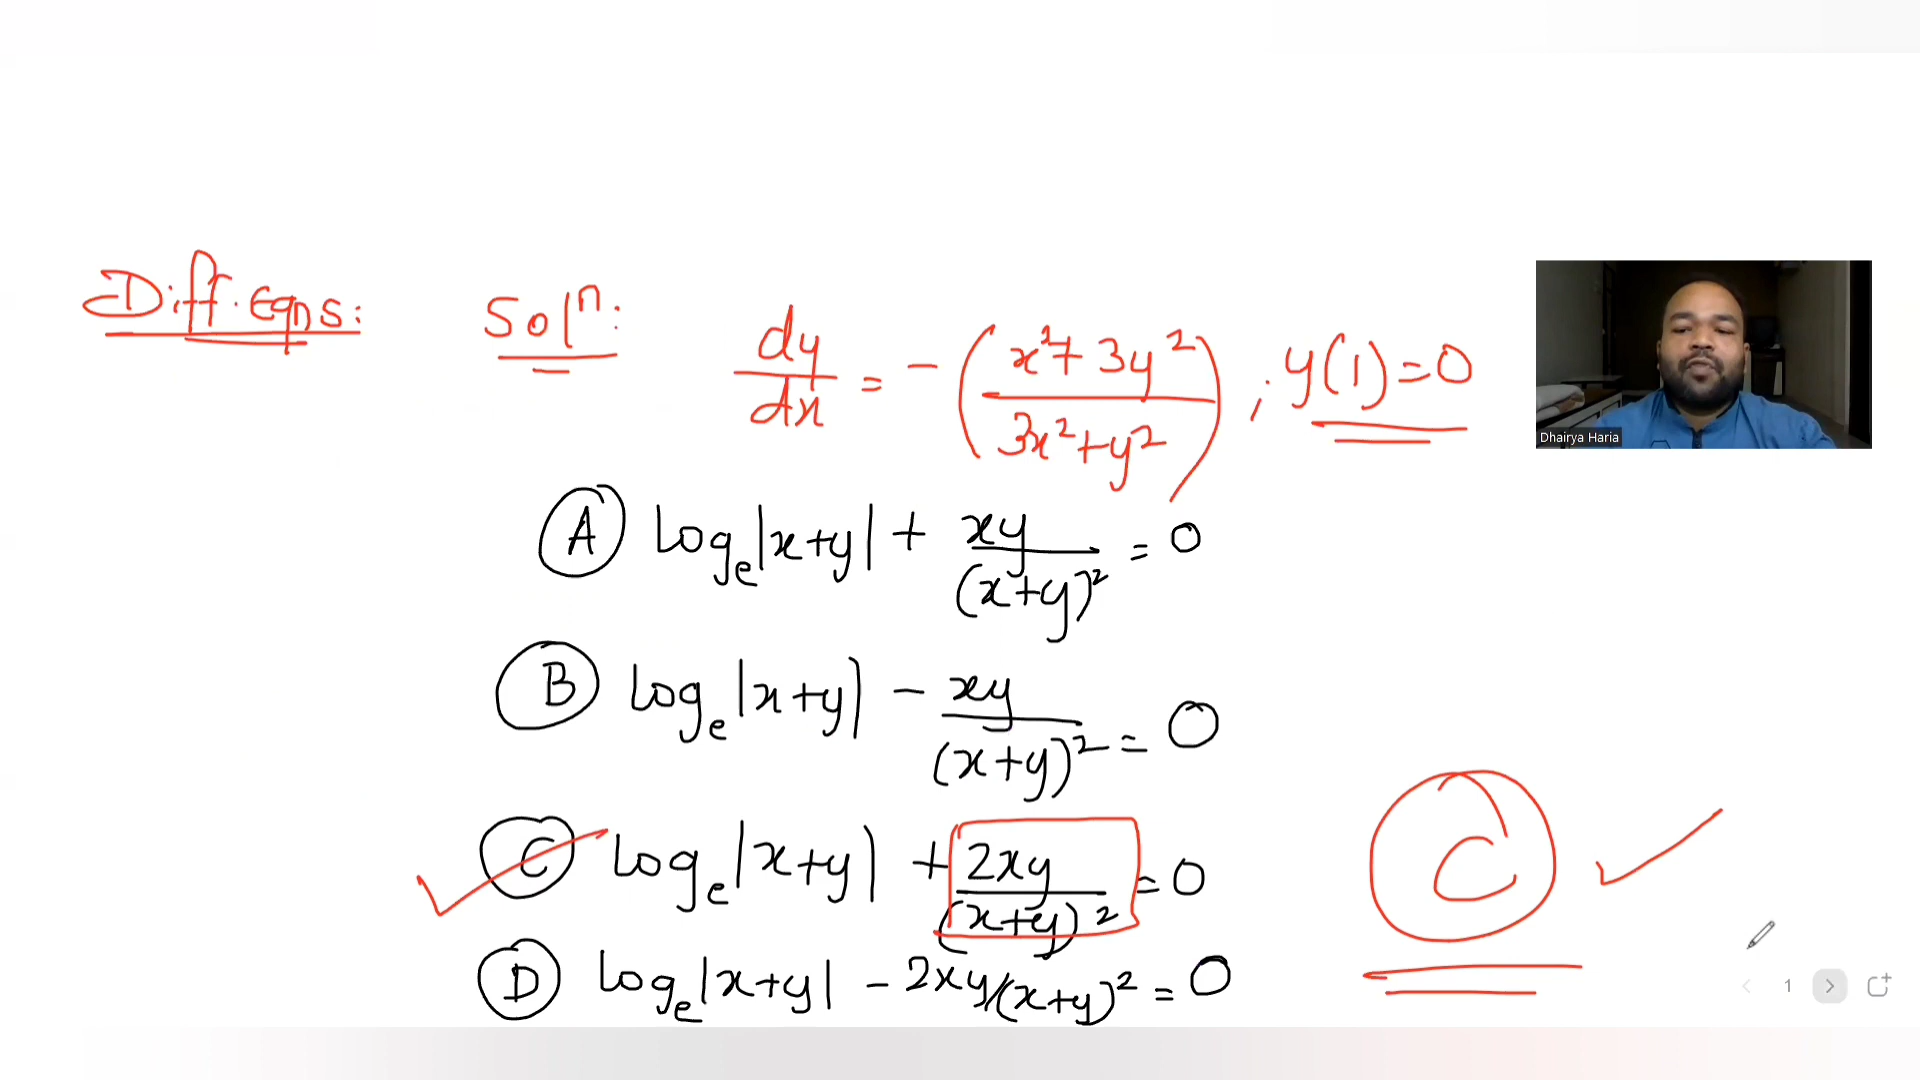 Diff. Eqns: Solⁿ: dy/dx = - (x²+3y² / 3x²+y²) ; y(1)=0
Dhairya Haria
A logₑ|x+y| + xy/(x+y)² = 0
B logₑ|x+y| - xy/(x+y)² = 0
C logₑ|x+y| + 2xy/(x+y)² = 0
C
D logₑ|x+y| - 2xy/(x+y)² = 0
1